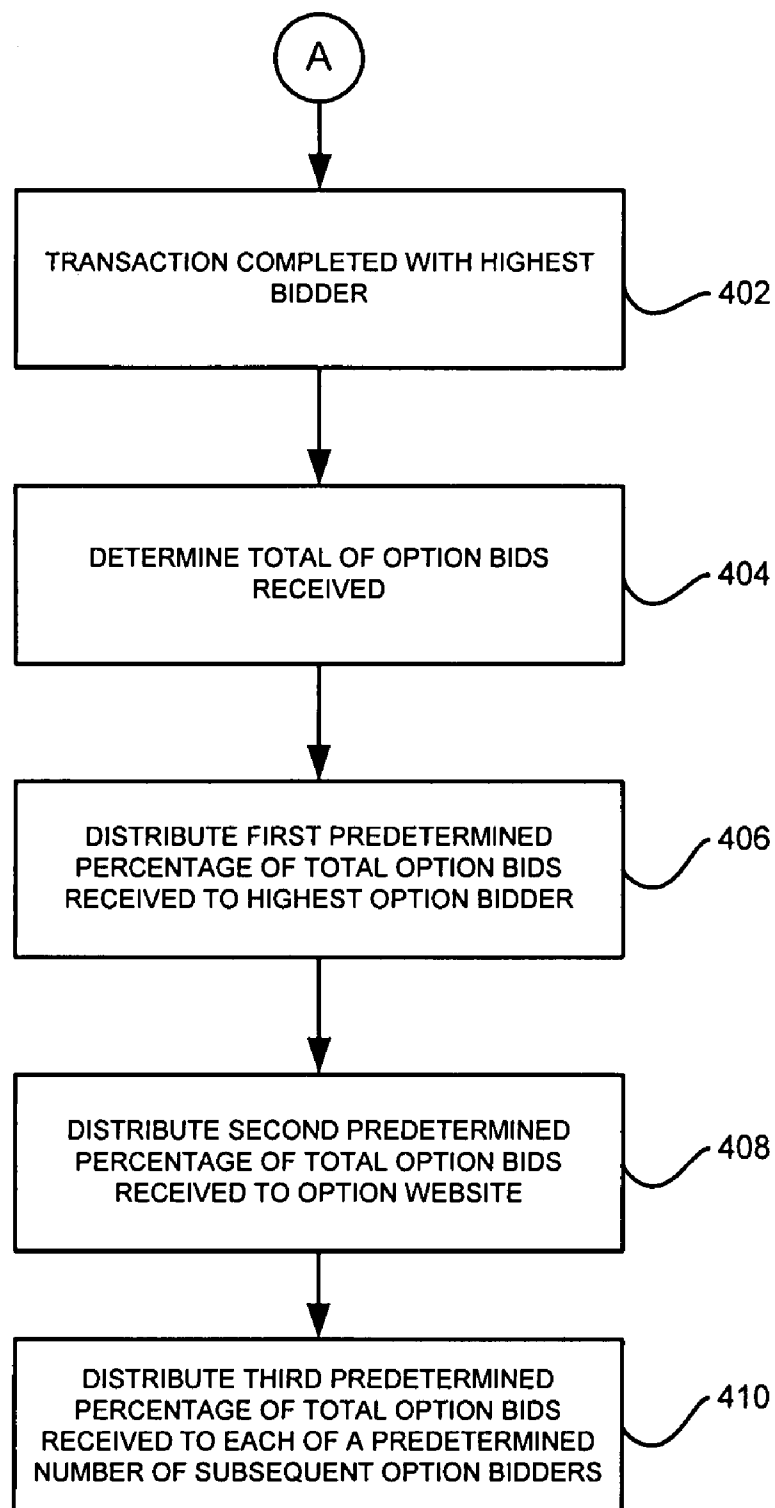 A
TRANSACTION COMPLETED WITH HIGHEST
BIDDER
402
DETERMINE TOTAL OF OPTION BIDS
RECEIVED
404
DISTRIBUTE FIRST PREDETERMINED
PERCENTAGE OF TOTAL OPTION BIDS
RECEIVED TO HIGHEST OPTION BIDDER
406
DISTRIBUTE SECOND PREDETERMINED
PERCENTAGE OF TOTAL OPTION BIDS
RECEIVED TO OPTION WEBSITE
408
DISTRIBUTE THIRD PREDETERMINED
PERCENTAGE OF TOTAL OPTION BIDS
RECEIVED TO EACH OF A PREDETERMINED
NUMBER OF SUBSEQUENT OPTION BIDDERS
410